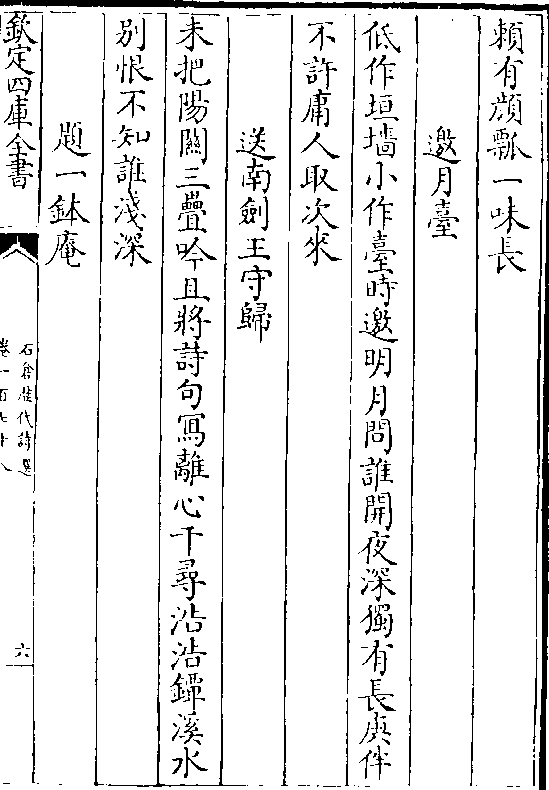 頼有顔瓢一味長
邀月臺
低作垣墻小作臺時邀明月問誰開夜深獨有長庚伴
不許庸人取次來
送南劍王守歸
未把陽關三疊吟且將詩句寫離心千尋浩浩鐔溪水
别恨不知誰淺深
題一鉢庵
欽定四庫全書
石倉歴代詩選
卷一百七十八
六